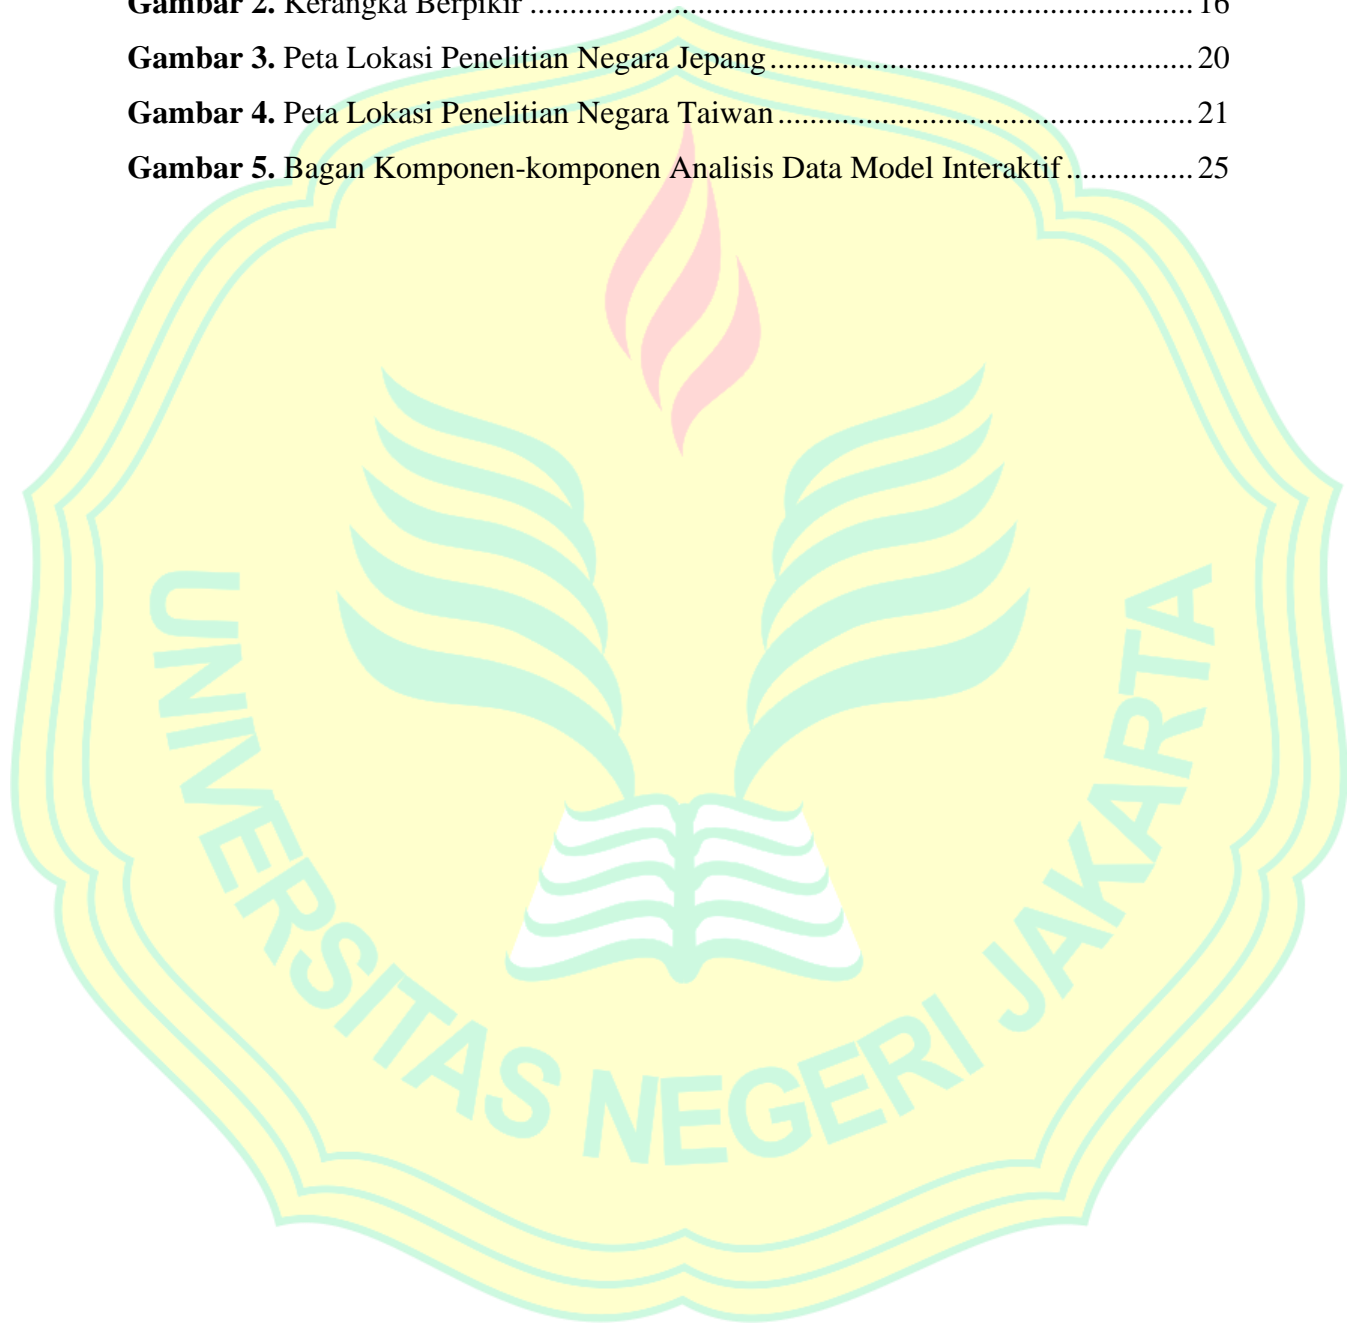 Gambar 2. Kerangka Berpikir ........................................................................................ 16
Gambar 3. Peta Lokasi Penelitian Negara Jepang ........................................................ 20
Gambar 4. Peta Lokasi Penelitian Negara Taiwan ....................................................... 21
Gambar 5. Bagan Komponen-komponen Analisis Data Model Interaktif ................ 25
UNIVERSITAS NEGERI JAKARTA